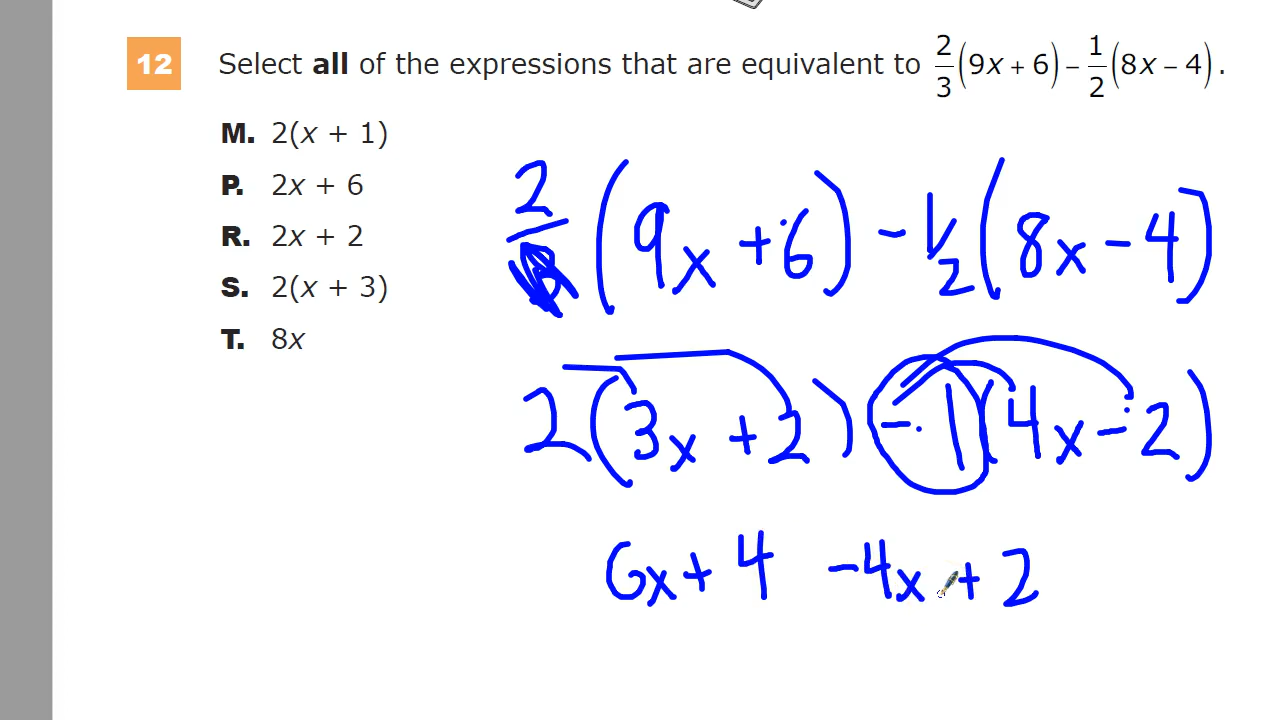 12 Select all of the expressions that are equivalent to 2/3(9x + 6) − 1/2(8x − 4).
M. 2(x + 1)
P. 2x + 6
R. 2x + 2
S. 2(x + 3)
T. 8x
2/3(9x + 6) − 1/2(8x − 4)
2(3x + 2) − 1(4x − 2)
6x + 4 − 4x + 2